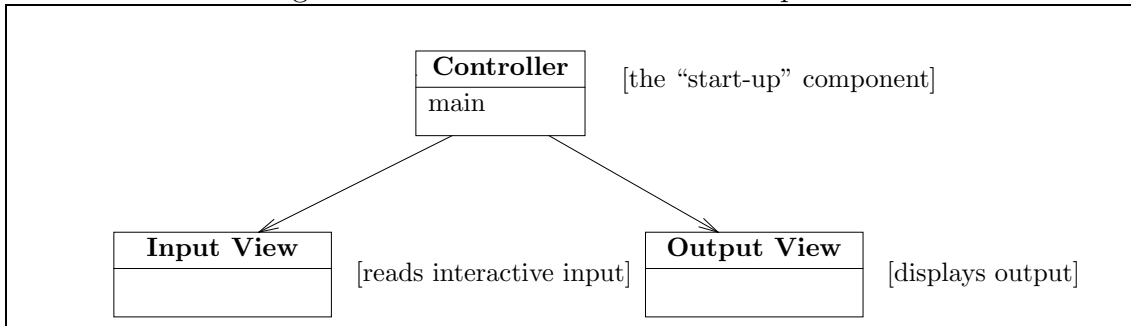 Controller
[the “start-up” component]
main
Input View
[reads interactive input]
Output View
[displays output]